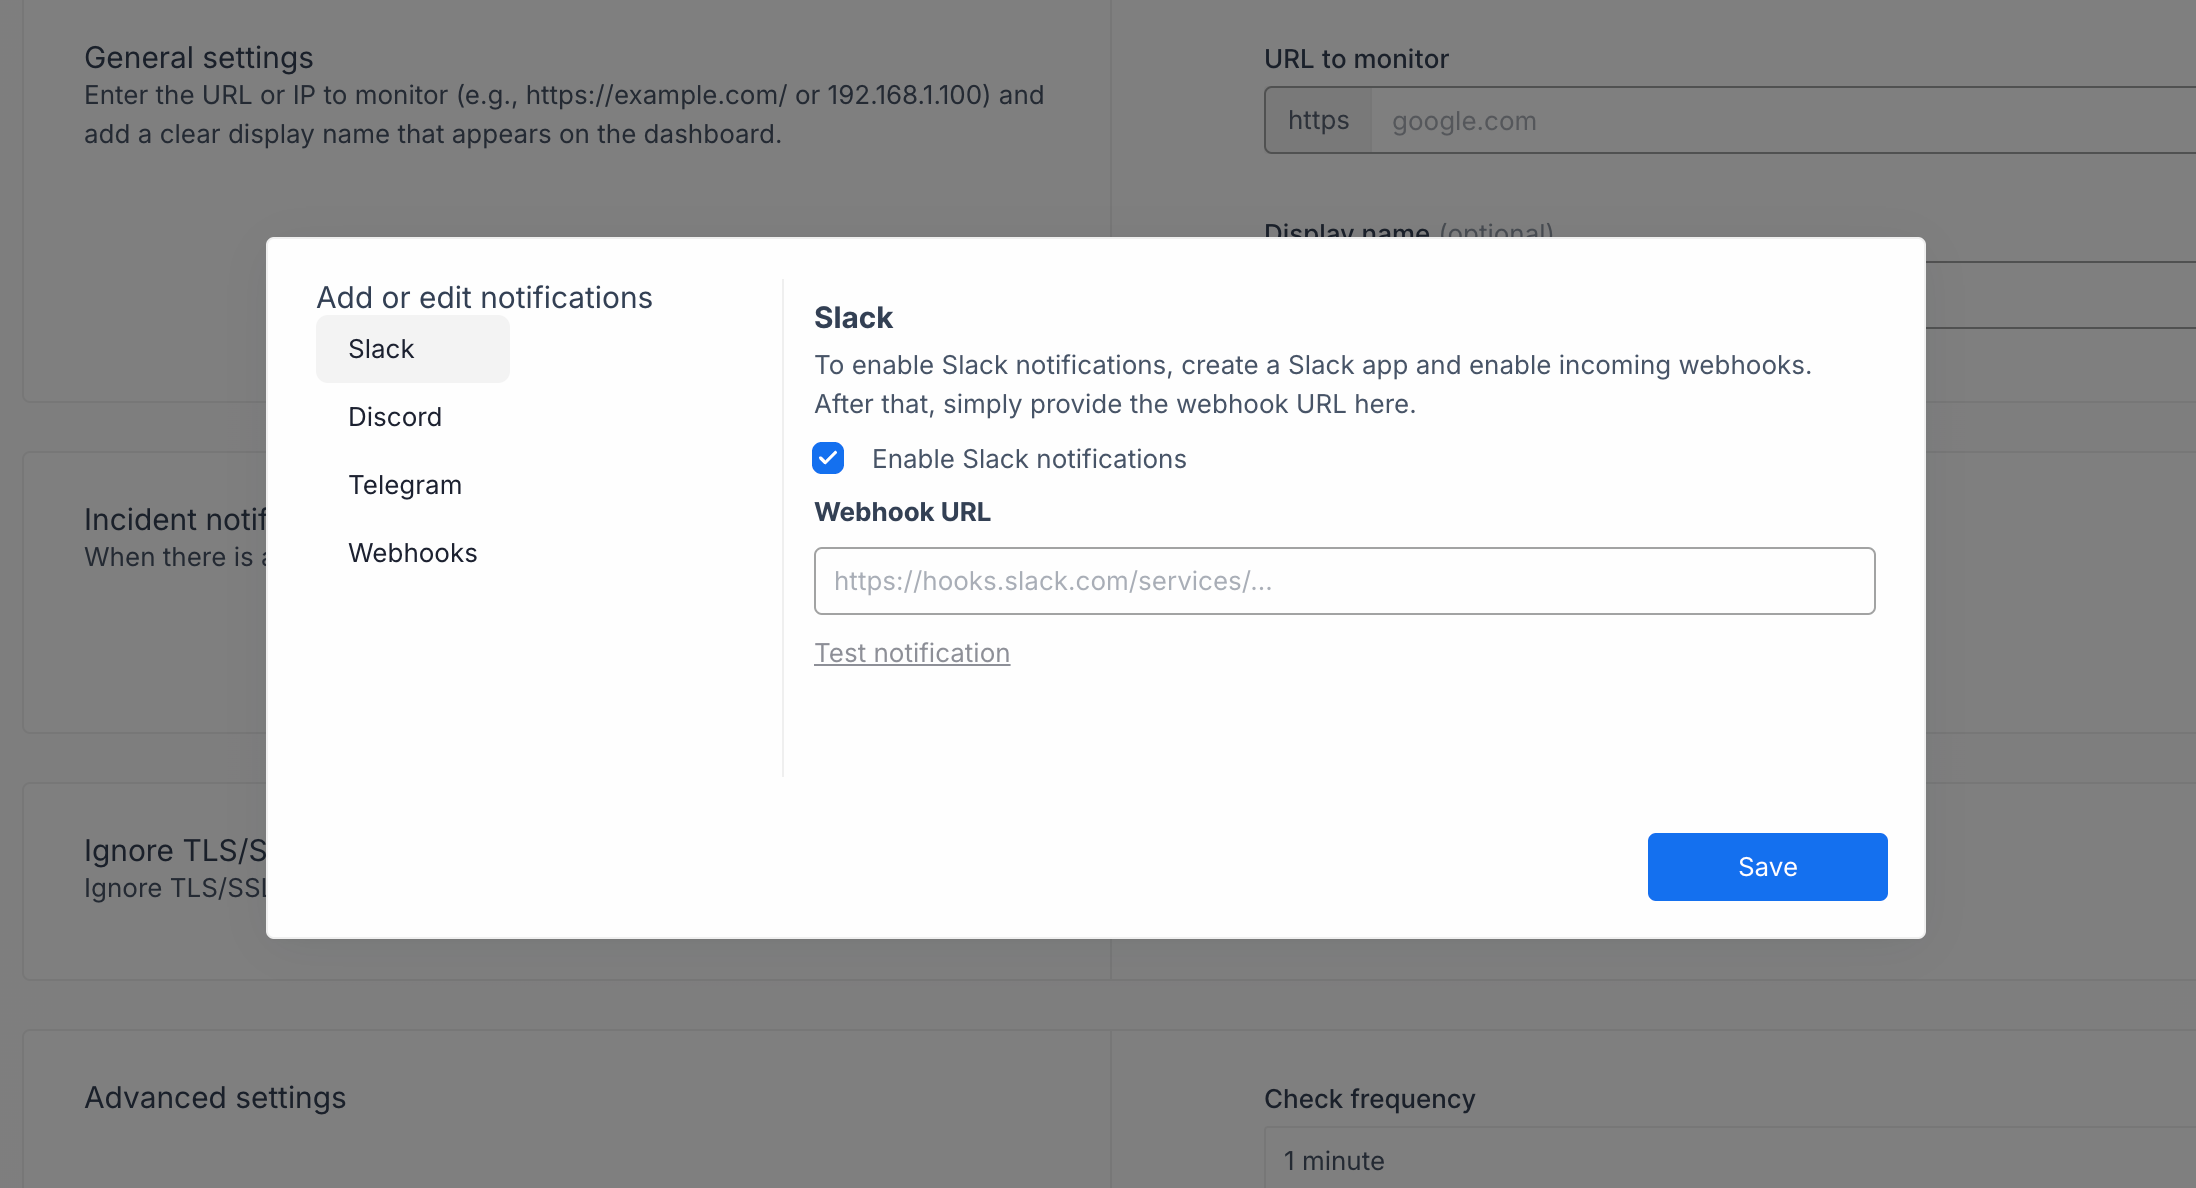 General settings
Enter the URL or IP to monitor (e.g., https://example.com/ or 192.168.1.100) and
add a clear display name that appears on the dashboard.
URL to monitor
https
google.com
Display name (optional)
Add or edit notifications
Slack
Discord
Telegram
Webhooks
Slack
To enable Slack notifications, create a Slack app and enable incoming webhooks.
After that, simply provide the webhook URL here.
Enable Slack notifications
Webhook URL
https://hooks.slack.com/services/...
Test notification
Save
Incident notif
When there is
Ignore TLS/S
Ignore TLS/SSL
Advanced settings
Check frequency
1 minute